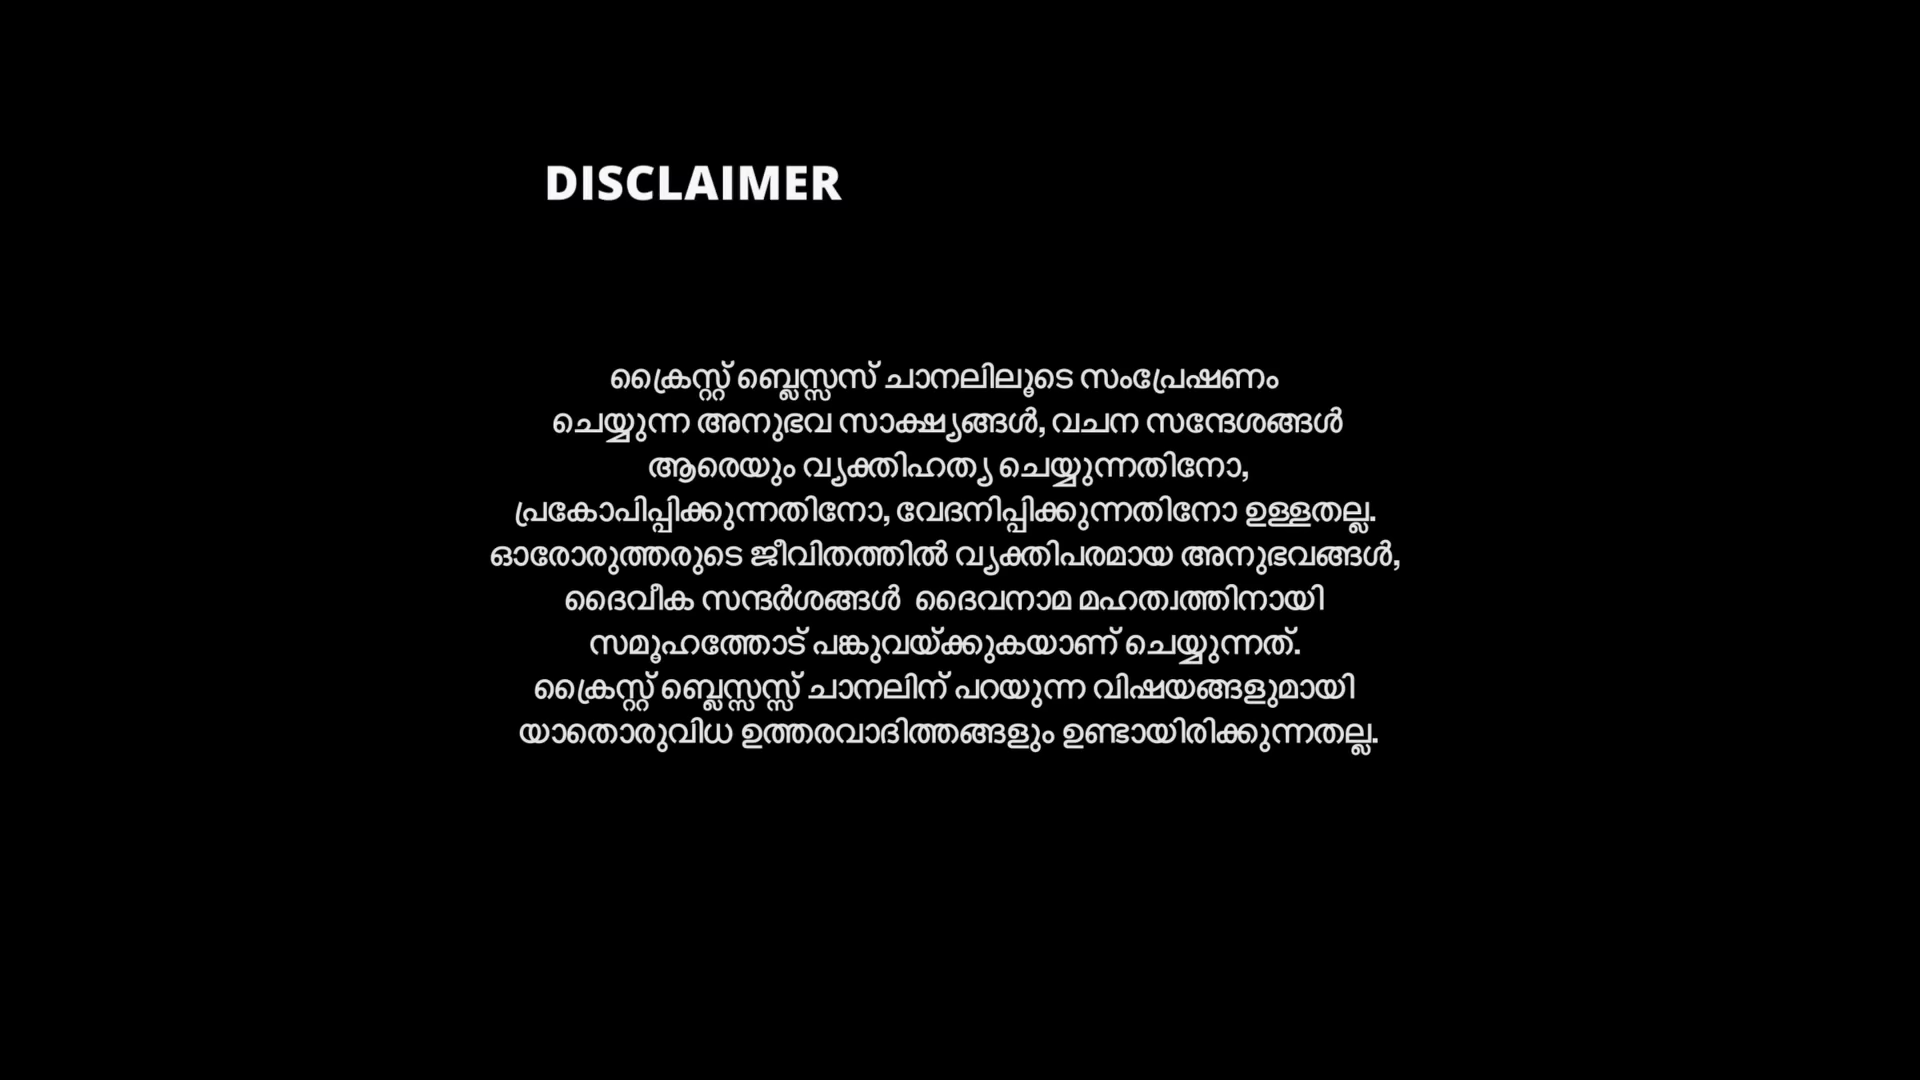 DISCLAIMER
ക്രൈസ്റ്റ് ബ്ലെസ്സസ് ചാനലിലൂടെ സംപ്രേഷണം
ചെയ്യുന്ന അനുഭവ സാക്ഷ്യങ്ങൾ, വചന സന്ദേശങ്ങൾ
ആരെയും വ്യക്തിഹത്യ ചെയ്യുന്നതിനോ,
പ്രകോപിപ്പിക്കുന്നതിനോ, വേദനിപ്പിക്കുന്നതിനോ ഉള്ളതല്ല.
ഓരോരുത്തരുടെ ജീവിതത്തിൽ വ്യക്തിപരമായ അനുഭവങ്ങൾ,
ദൈവീക സന്ദർശങ്ങൾ ദൈവനാമ മഹത്വത്തിനായി
സമൂഹത്തോട് പങ്കുവയ്ക്കുകയാണ് ചെയ്യുന്നത്.
ക്രൈസ്റ്റ് ബ്ലെസ്സസ്സ് ചാനലിന് പറയുന്ന വിഷയങ്ങളുമായി
യാതൊരുവിധ ഉത്തരവാദിത്തങ്ങളും ഉണ്ടായിരിക്കുന്നതല്ല.